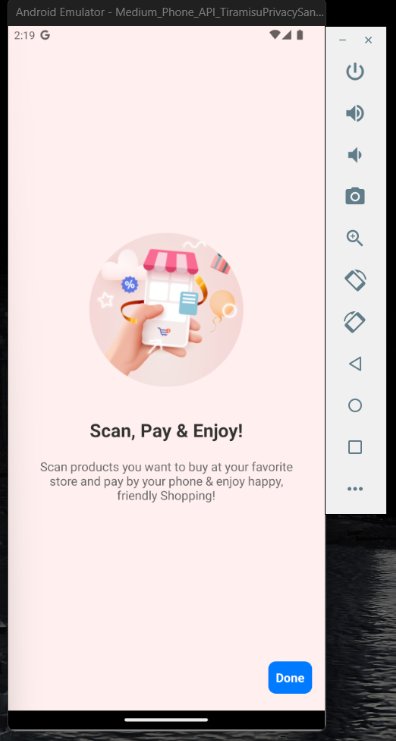 Android Emulator - Medium_Phone_API_TiramisuPrivacySan...
2:19 G
%
Scan, Pay & Enjoy!
Scan products you want to buy at your favorite
store and pay by your phone & enjoy happy,
friendly Shopping!
Done